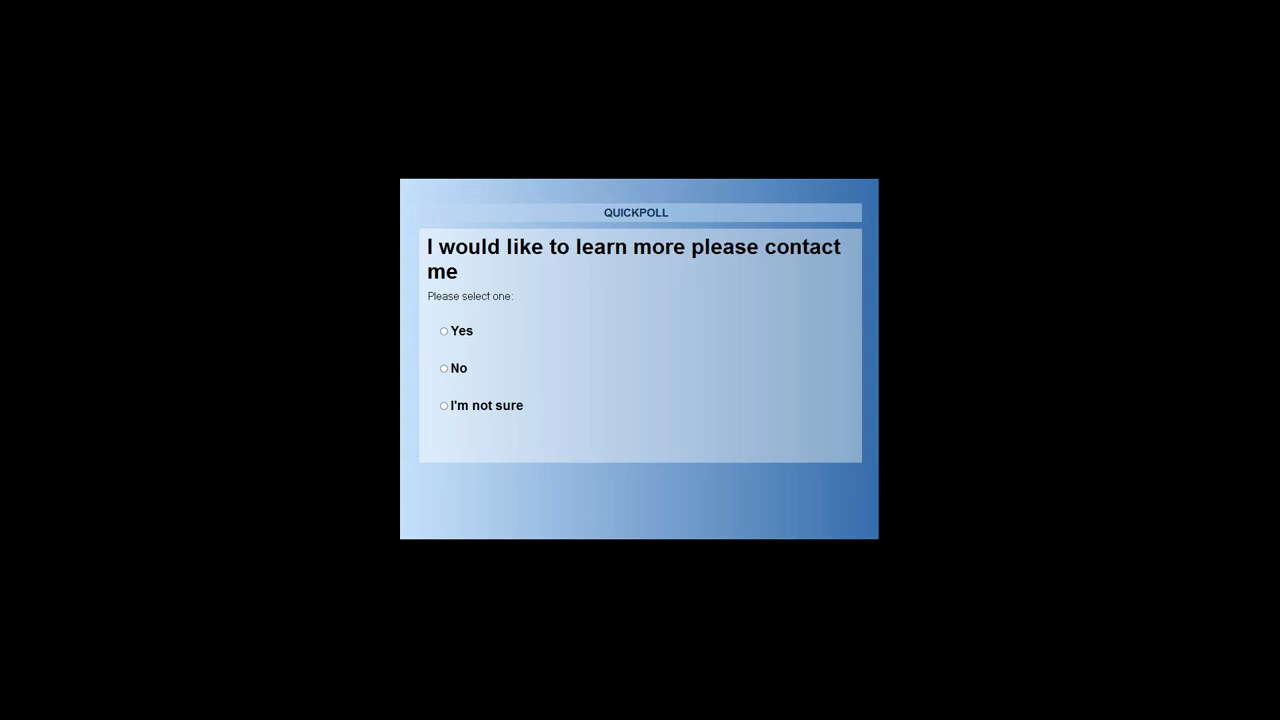 QUICKPOLL
I would like to learn more please contact
me
Please select one:
Yes
No
I'm not sure